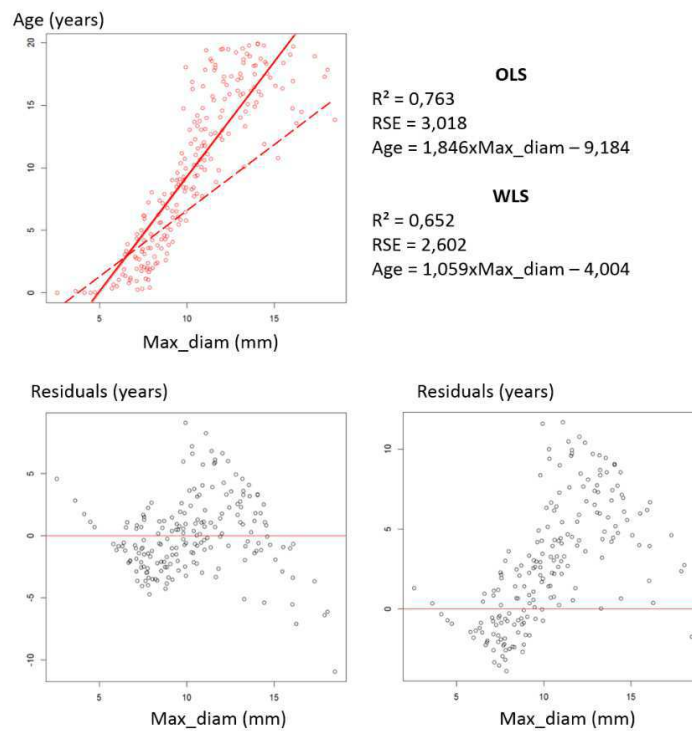 Age (years)
20
15
10
5
0
5
10
15
Max_diam (mm)
OLS
R² = 0,763
RSE = 3,018
Age = 1,846xMax_diam – 9,184
WLS
R² = 0,652
RSE = 2,602
Age = 1,059xMax_diam – 4,004
Residuals (years)
5
0
-5
-10
5
10
15
Max_diam (mm)
Residuals (years)
10
5
0
5
10
15
Max_diam (mm)